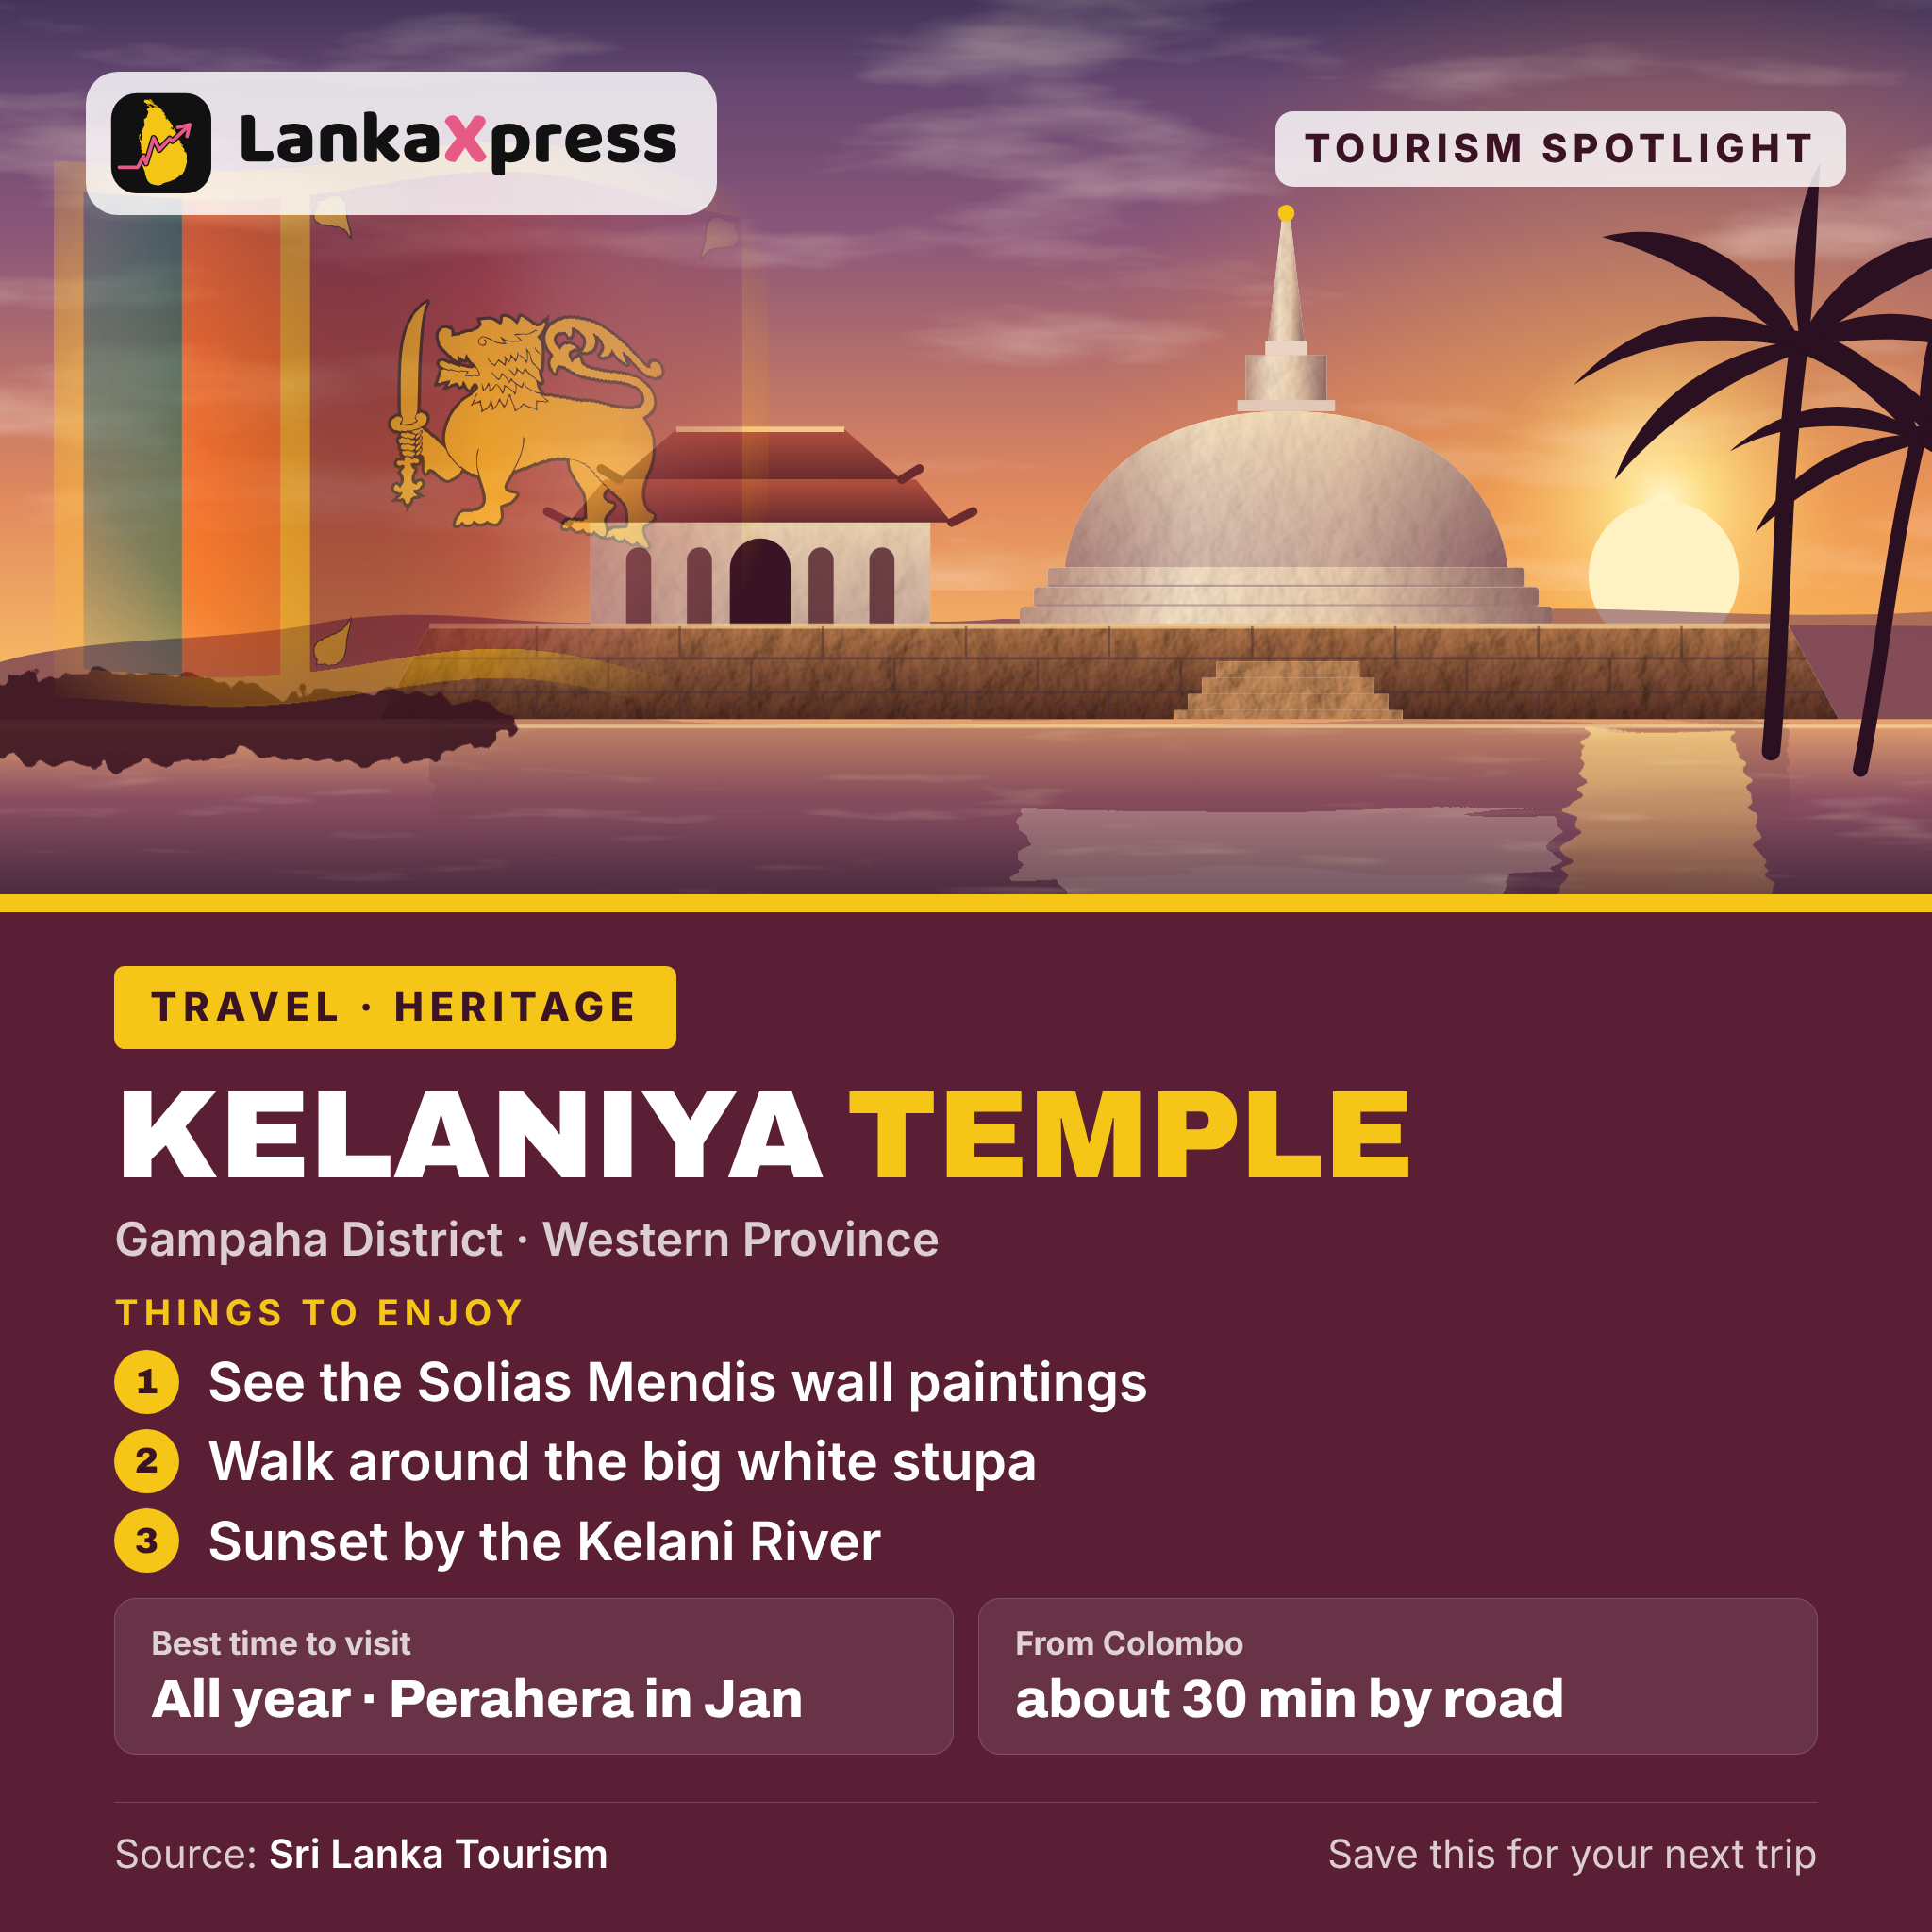 LankaXpress
TOURISM SPOTLIGHT
TRAVEL · HERITAGE
KELANIYA TEMPLE
Gampaha District · Western Province
THINGS TO ENJOY
1 See the Solias Mendis wall paintings
2 Walk around the big white stupa
3 Sunset by the Kelani River
Best time to visit
All year · Perahera in Jan
From Colombo
about 30 min by road
Source: Sri Lanka Tourism
Save this for your next trip